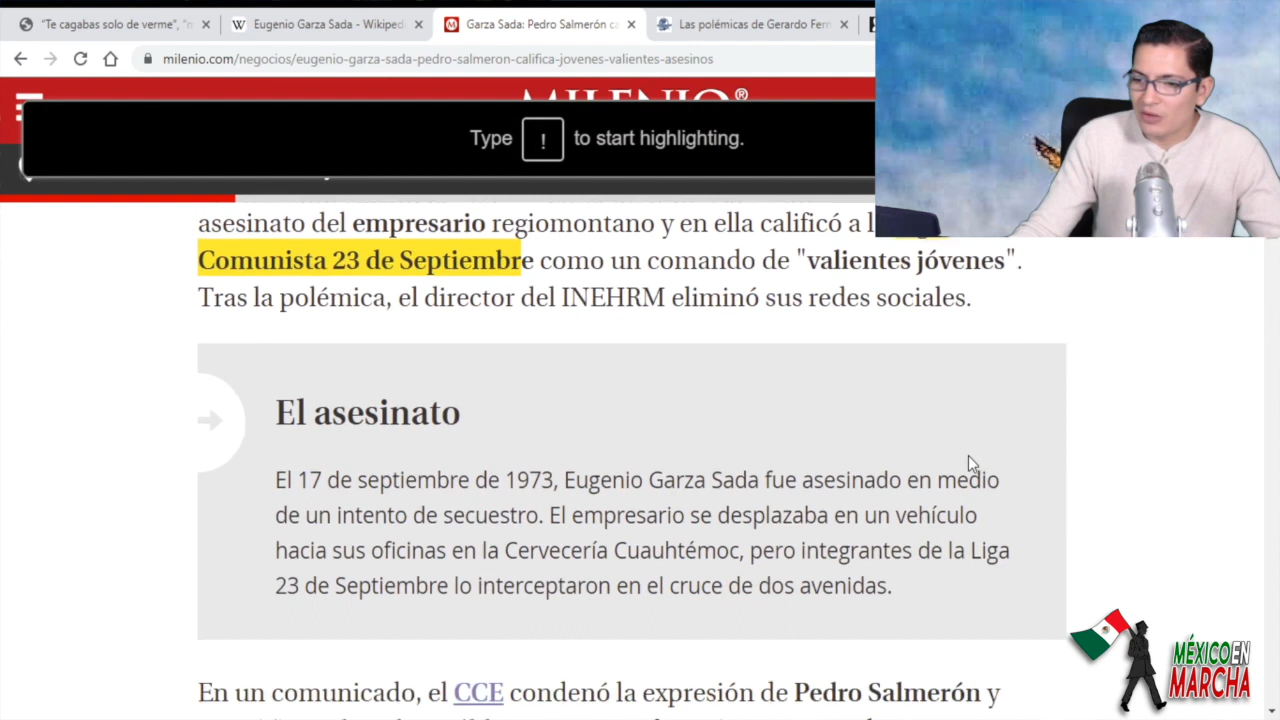 "Te cagabas solo de verme", "m
Eugenio Garza Sada - Wikiped
Garza Sada: Pedro Salmerón ca
Las polémicas de Gerardo Fern
milenio.com/negocios/eugenio-garza-sada-pedro-salmeron-califica-jovenes-valientes-asesinos
MILENIO®
Type ! to start highlighting.
asesinato del empresario regiomontano y en ella calificó a l
Comunista 23 de Septiembre como un comando de "valientes jóvenes".
Tras la polémica, el director del INEHRM eliminó sus redes sociales.
El asesinato
El 17 de septiembre de 1973, Eugenio Garza Sada fue asesinado en medio
de un intento de secuestro. El empresario se desplazaba en un vehículo
hacia sus oficinas en la Cervecería Cuauhtémoc, pero integrantes de la Liga
23 de Septiembre lo interceptaron en el cruce de dos avenidas.
En un comunicado, el CCE condenó la expresión de Pedro Salmerón y
MÉXICO EN
MARCHA